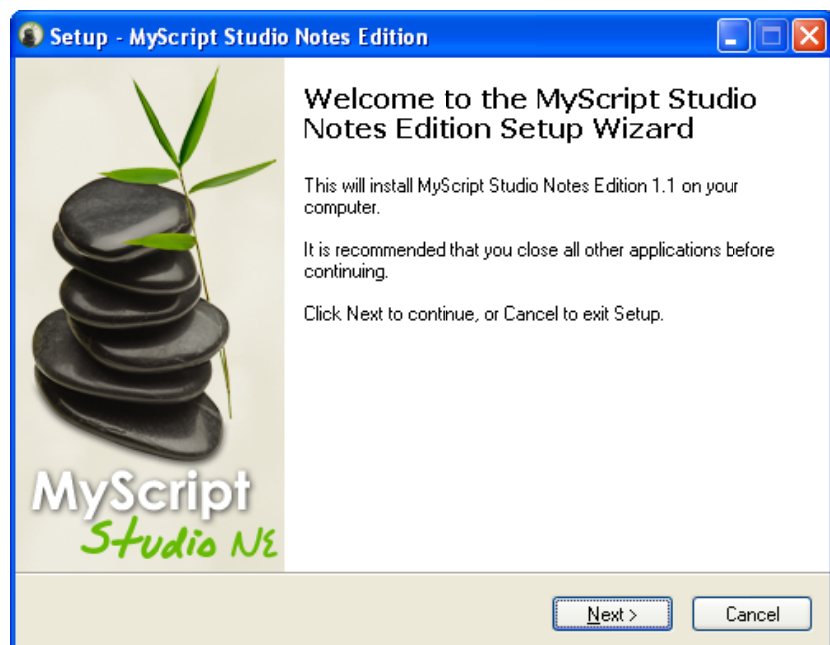 Setup - MyScript Studio Notes Edition
Welcome to the MyScript Studio
Notes Edition Setup Wizard
This will install MyScript Studio Notes Edition 1.1 on your
computer.
It is recommended that you close all other applications before
continuing.
Click Next to continue, or Cancel to exit Setup.
MyScript
Studio NE
Next >
Cancel